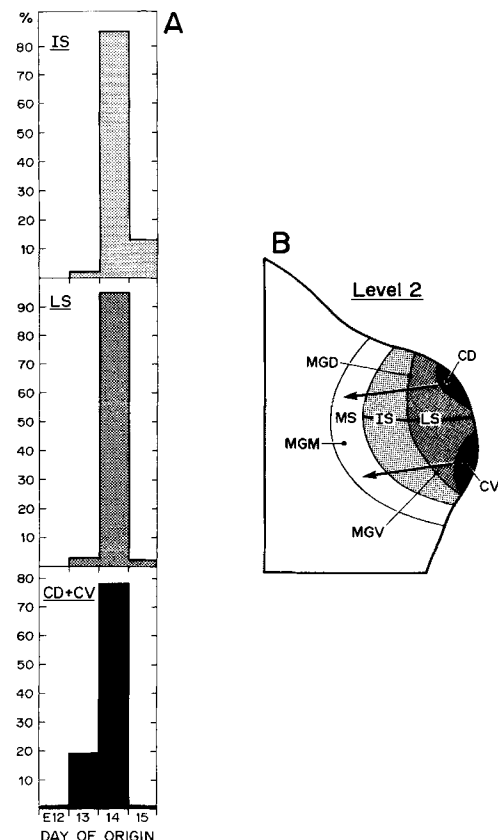 A
%
IS
80
70
60
50
40
30
20
10
LS
90
80
70
60
50
40
30
20
10
%
CD+CV
80
70
60
50
40
30
20
10
E12 13 14 15
DAY OF ORIGIN
B
Level 2
CD
MGD
MS IS LS
MGM
CV
MGV